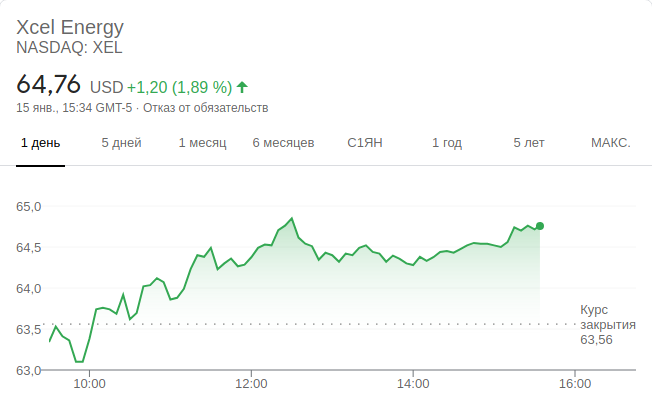 Xcel Energy
NASDAQ: XEL
64,76 USD +1,20 (1,89 %)
15 янв., 15:34 GMT-5 · Отказ от обязательств
1 день 5 дней 1 месяц 6 месяцев С1ЯН 1 год 5 лет МАКС.
65,0
64,5
64,0
63,5
63,0
Курс
закрытия
63,56
10:00 12:00 14:00 16:00